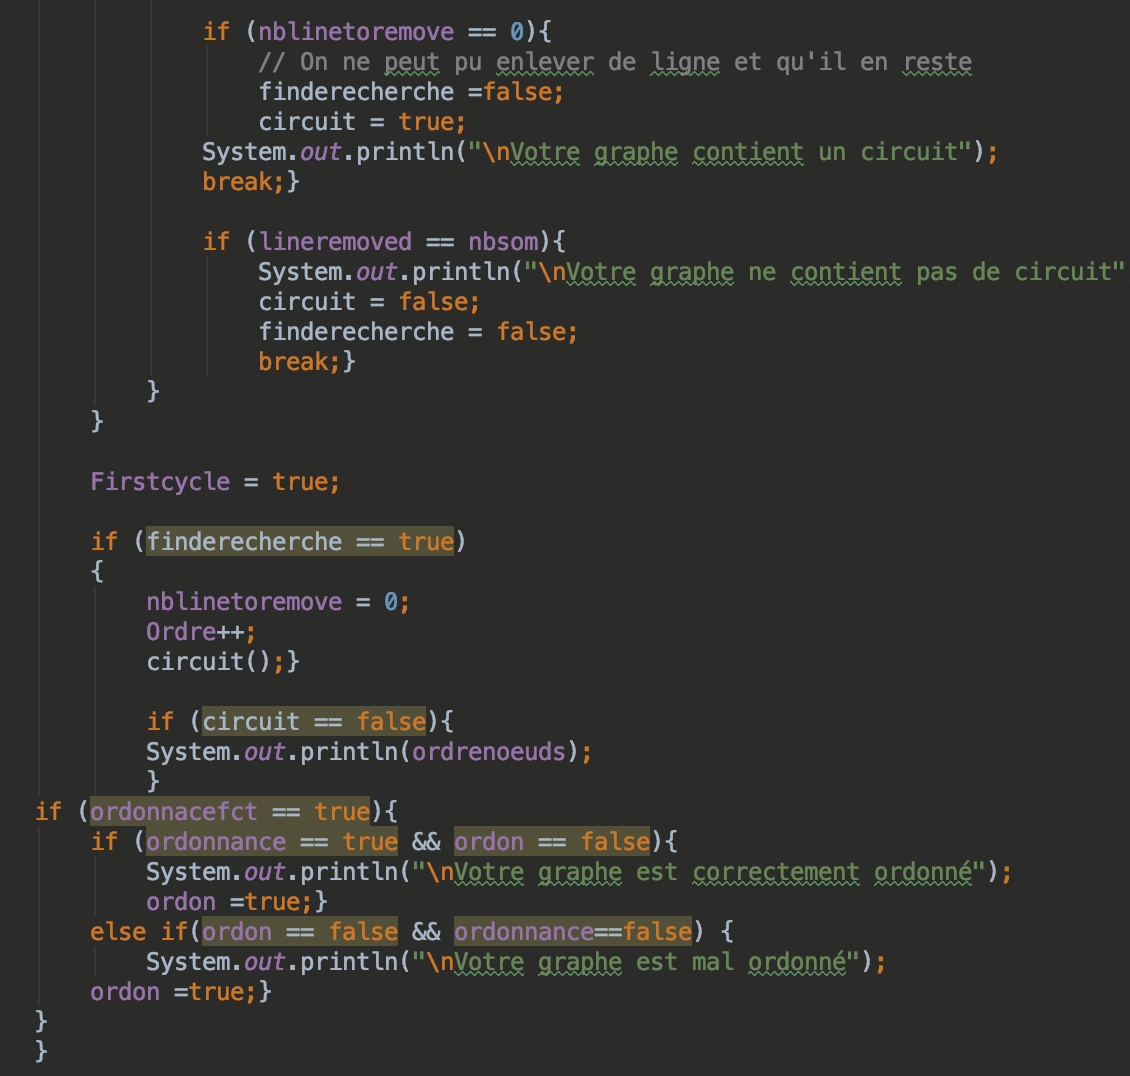 if (nblinetoremove == 0){
// On ne peut pu enlever de ligne et qu'il en reste
finderecherche =false;
circuit = true;
System.out.println("\nVotre graphe contient un circuit");
break;}
if (lineremoved == nbsom){
System.out.println("\nVotre graphe ne contient pas de circuit"
circuit = false;
finderecherche = false;
break;}
}
}
Firstcycle = true;
if (finderecherche == true)
{
nblinetoremove = 0;
Ordre++;
circuit();}
if (circuit == false){
System.out.println(ordrenoeuds);
}
if (ordonnacefct == true){
if (ordonnance == true && ordon == false){
System.out.println("\nVotre graphe est correctement ordonné");
ordon =true;}
else if(ordon == false && ordonnance==false) {
System.out.println("\nVotre graphe est mal ordonné");
ordon =true;}
}
}